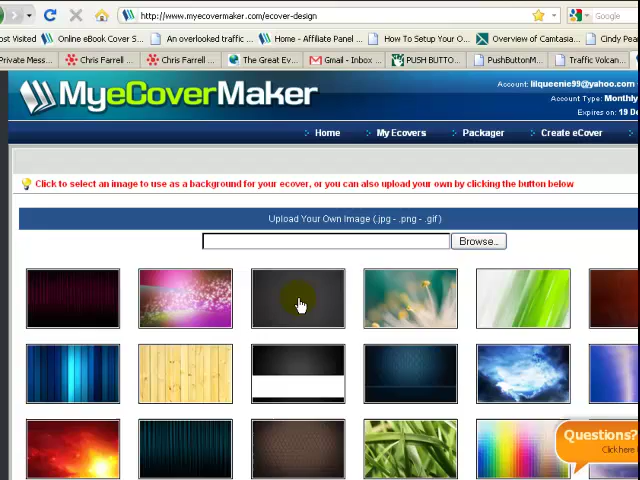 http://www.myecovermaker.com/ecover-design
Google
ost Visited
Online eBook Cover S...
An overlooked traffic ...
Home - Affiliate Panel ...
How To Setup Your O...
Overview of Camtasia...
Cindy Pear
Private Mess...
Chris Farrell ...
Chris Farrell ...
The Great Ev...
Gmail - Inbox ...
PUSH BUTTO...
PushButtonM...
Traffic Volcan...
MyeCoverMaker
Account: lilqueenie99@yahoo.com
Account Type: Monthly
Expires on: 19 D
Home
My Ecovers
Packager
Create eCover
Click to select an image to use as a background for your ecover, or you can also upload your own by clicking the button below
Upload Your Own Image (.jpg - .png - .gif)
Browse...
Questions?
Click here